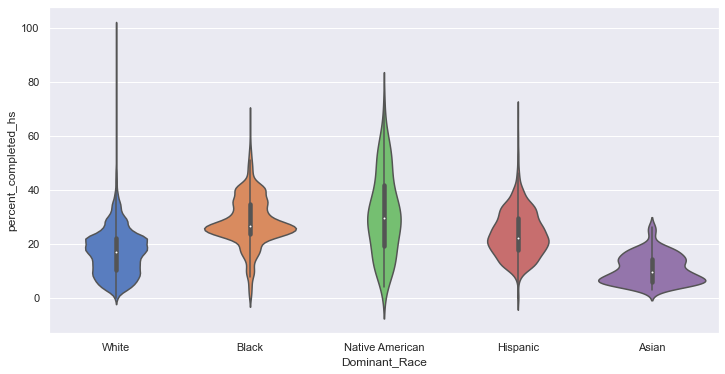 100
80
60
40
20
0
percent_completed_hs
White
Black
Native American
Hispanic
Asian
Dominant_Race